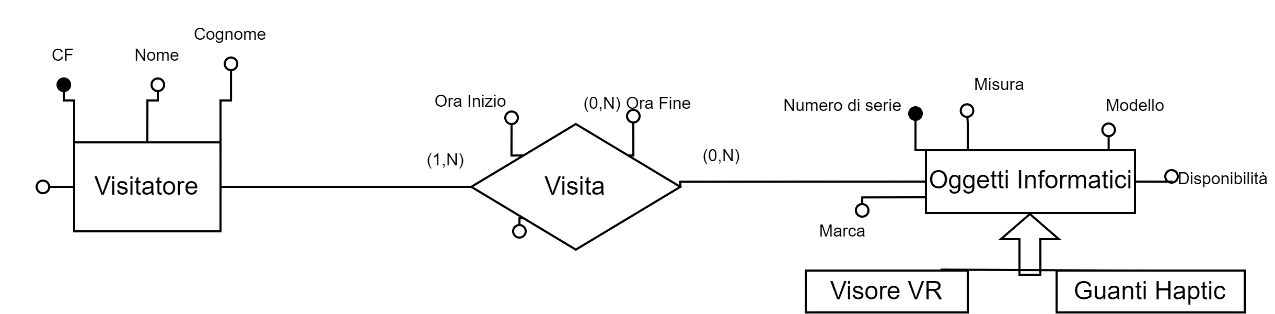 Cognome
CF
Nome
Misura
Ora Inizio
(0,N) Ora Fine
Numero di serie
Modello
(1,N)
(0,N)
Visitatore
Visita
Oggetti Informatici
Disponibilità
Marca
Visore VR
Guanti Haptic